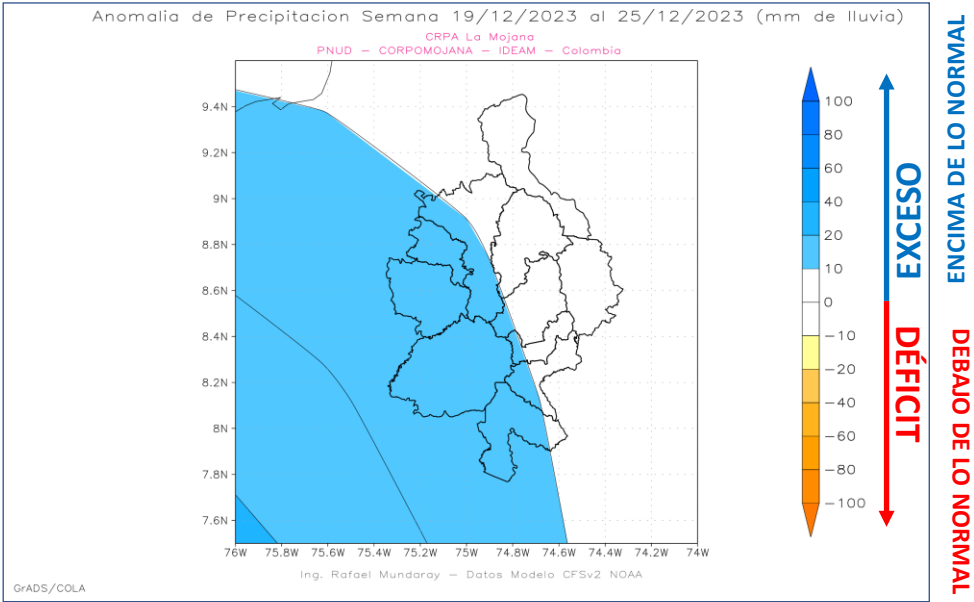 Anomalia de Precipitacion Semana 19/12/2023 al 25/12/2023 (mm de lluvia)
CRPA La Mojana
PNUD – CORPOMOJANA – IDEAM – Colombia
9.4N
9.2N
9N
8.8N
8.6N
8.4N
8.2N
8N
7.8N
7.6N
76W 75.8W 75.6W 75.4W 75.2W 75W 74.8W 74.6W 74.4W 74.2W 74W
100
80
60
40
20
10
0
−10
−20
−40
−60
−80
−100
EXCESO
DÉFICIT
ENCIMA DE LO NORMAL
DEBAJO DE LO NORMAL
Ing. Rafael Mundaray – Datos Modelo CFSv2 NOAA
GrADS/COLA